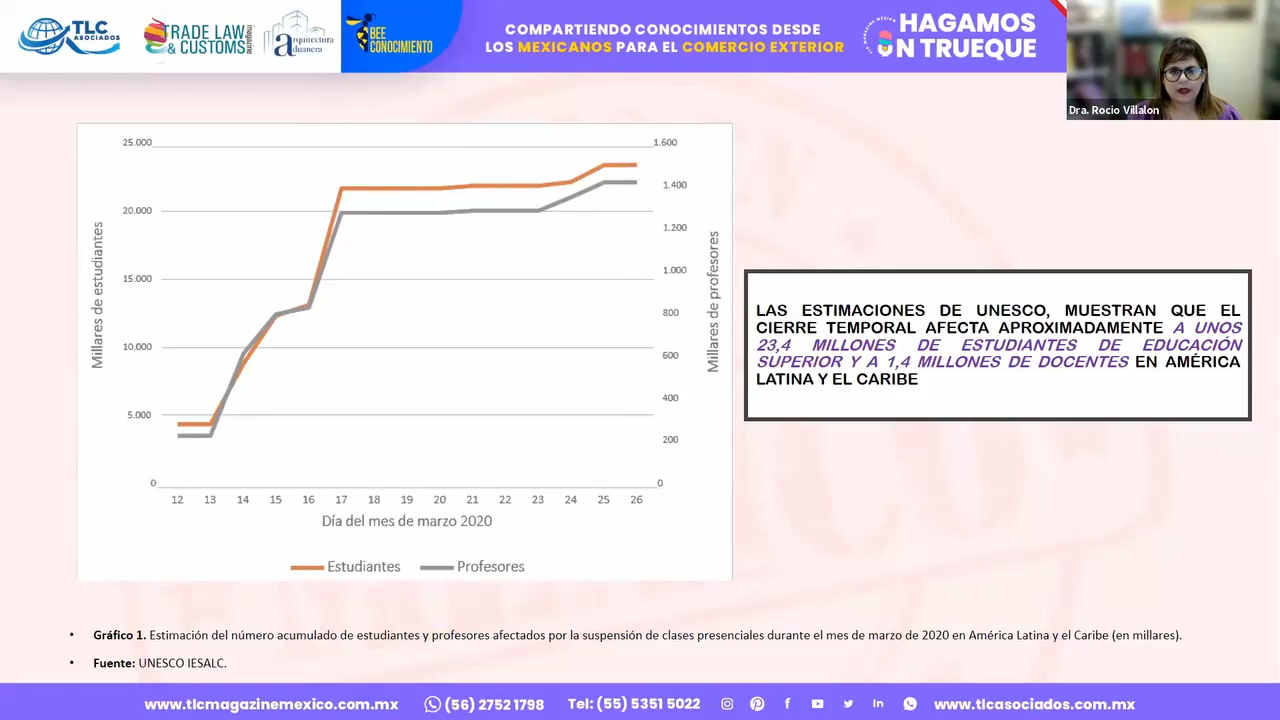 TLC
ASOCIADOS
TRADE LAW
& CUSTOMS
MAGAZINE
arquitectura
aduanera
BEE
CONOCIMIENTO
COMPARTIENDO CONOCIMIENTOS DESDE
LOS MEXICANOS PARA EL COMERCIO EXTERIOR
HAGAMOS
UN TRUEQUE
Dra. Rocio Villalon
25.000
20.000
15.000
10.000
5.000
0
Millares de estudiantes
1.600
1.400
1.200
1.000
800
600
400
200
0
Millares de profesores
12 13 14 15 16 17 18 19 20 21 22 23 24 25 26
Día del mes de marzo 2020
Estudiantes Profesores
LAS ESTIMACIONES DE UNESCO, MUESTRAN QUE EL
CIERRE TEMPORAL AFECTA APROXIMADAMENTE A UNOS
23,4 MILLONES DE ESTUDIANTES DE EDUCACIÓN
SUPERIOR Y A 1,4 MILLONES DE DOCENTES EN AMÉRICA
LATINA Y EL CARIBE
• Gráfico 1. Estimación del número acumulado de estudiantes y profesores afectados por la suspensión de clases presenciales durante el mes de marzo de 2020 en América Latina y el Caribe (en millares).
• Fuente: UNESCO IESALC.
www.tlcmagazinemexico.com.mx (56) 2752 1798 Tel: (55) 5351 5022 www.tlcasociados.com.mx